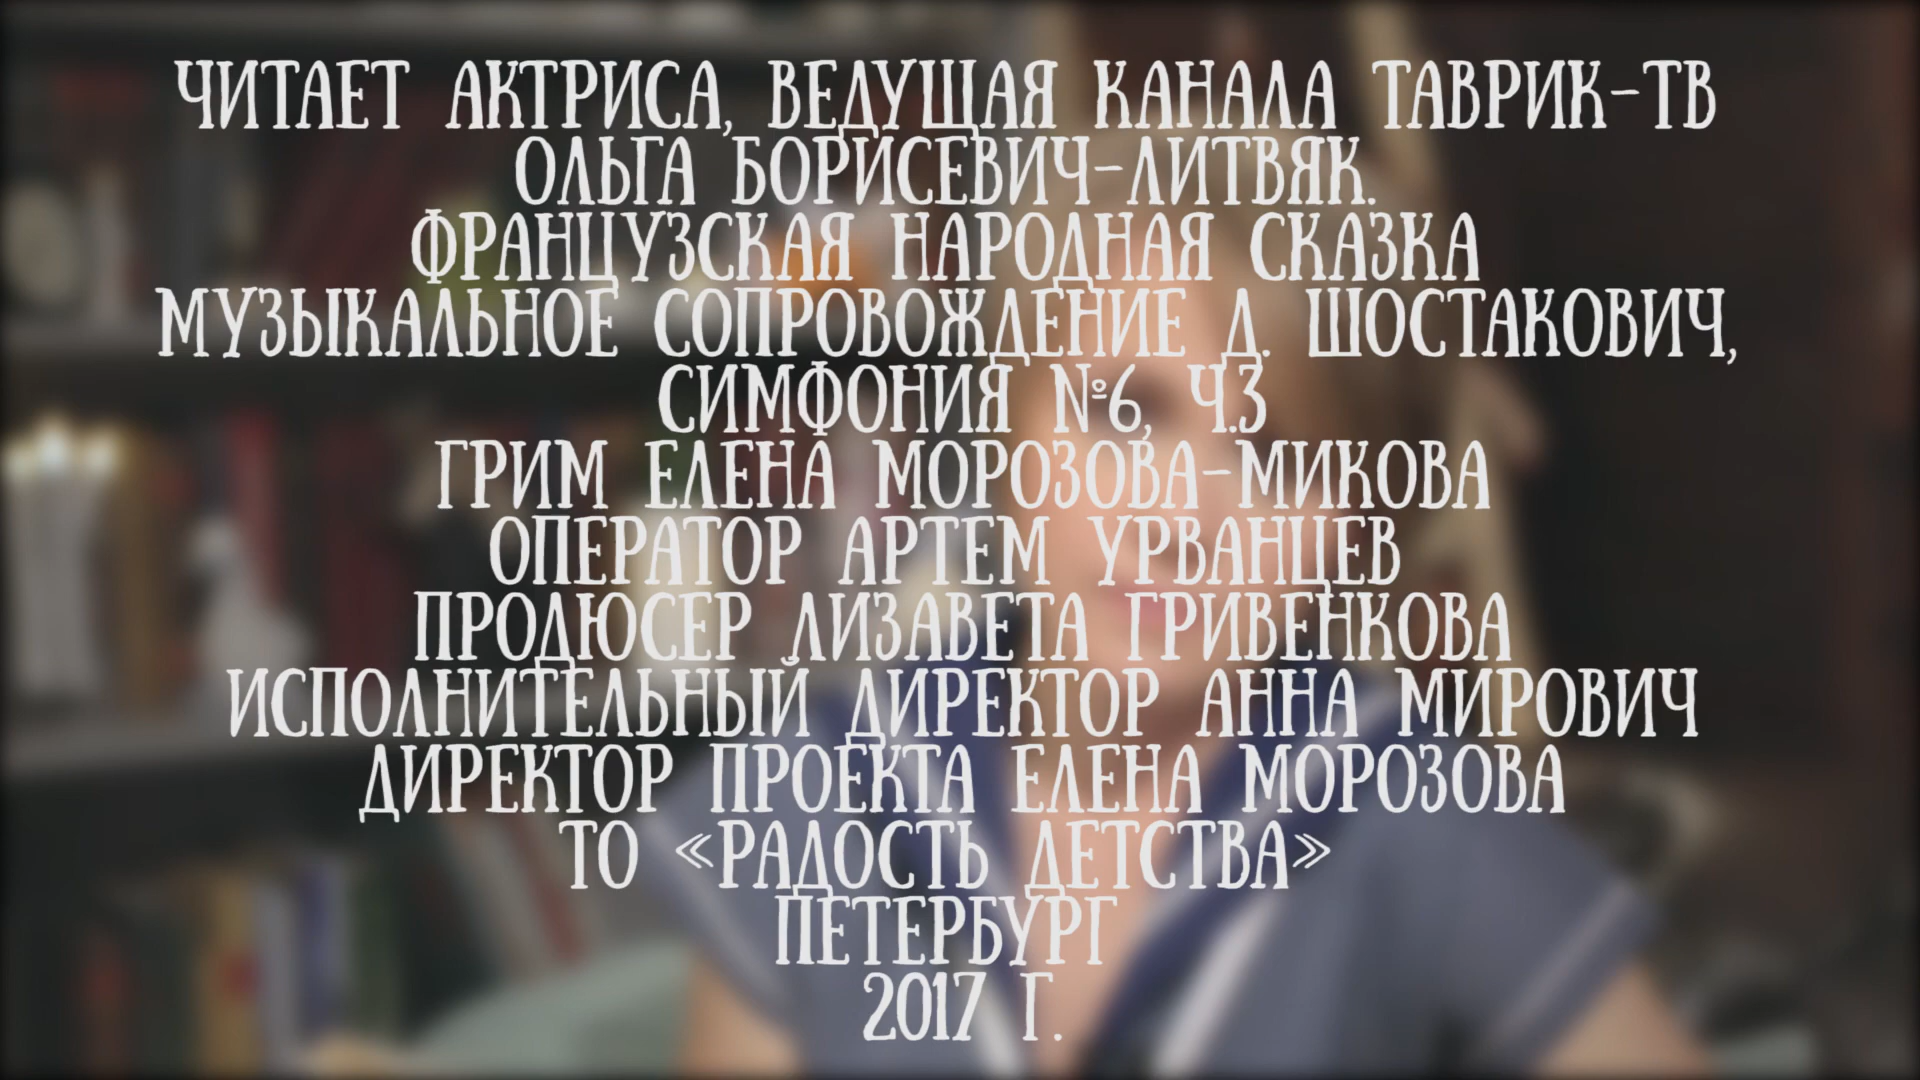 ЧИТАЕТ АКТРИСА, ВЕДУЩАЯ КАНАЛА ТАВРИК-ТВ
ОЛЬГА БОРИСЕВИЧ-ЛИТВЯК.
ФРАНЦУЗСКАЯ НАРОДНАЯ СКАЗКА
МУЗЫКАЛЬНОЕ СОПРОВОЖДЕНИЕ Д. ШОСТАКОВИЧ,
СИМФОНИЯ №6, Ч.3
ГРИМ ЕЛЕНА МОРОЗОВА-МИКОВА
ОПЕРАТОР АРТЕМ УРВАНЦЕВ
ПРОДЮСЕР ЛИЗАВЕТА ГРИВЕНКОВА
ИСПОЛНИТЕЛЬНЫЙ ДИРЕКТОР АННА МИРОВИЧ
ДИРЕКТОР ПРОЕКТА ЕЛЕНА МОРОЗОВА
ТО «РАДОСТЬ ДЕТСТВА»
ПЕТЕРБУРГ
2017 Г.